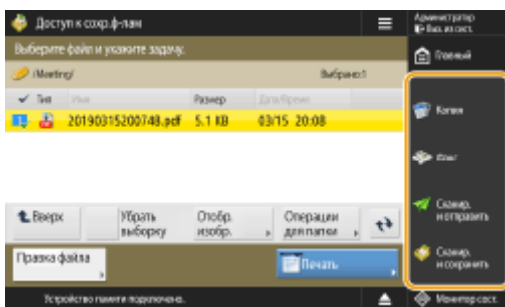 Доступ к сохр.ф-лам
Администратор
Вых. из сист.
Выберите файл и укажите задачу.
Главный
/Meeting/
Выбрано:1
Тип
Имя
Размер
Дата/Время
1
20190315200748.pdf
5.1 KB
03/15 20:08
Копия
Факс
Сканир.
и отправить
Сканир.
и сохранить
Вверх
Убрать
выборку
Отобр.
изобр.
Операции
для папки
Правка файла
Печать
Устройство памяти подключено.
Монитор сост.